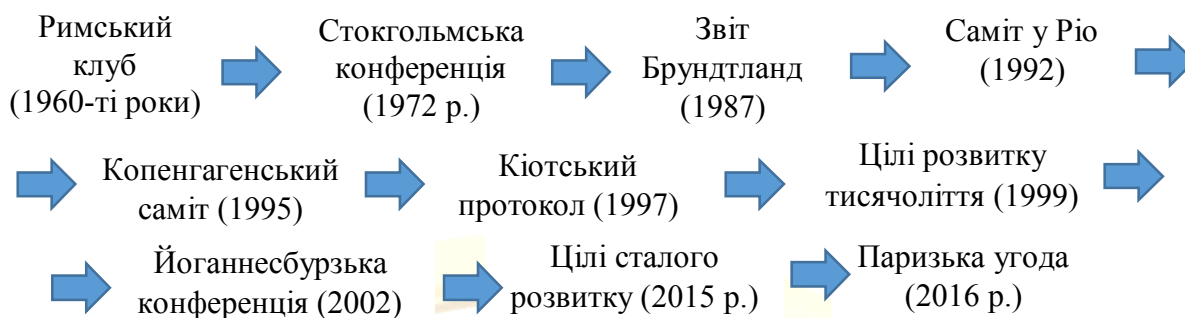 Римський
клуб
(1960-ті роки)
Стокгольмська
конференція
(1972 р.)
Звіт
Брундтланд
(1987)
Саміт у Ріо
(1992)
Копенгагенський
саміт (1995)
Кіотський
протокол (1997)
Цілі розвитку
тисячоліття (1999)
Йоганнесбурзька
конференція (2002)
Цілі сталого
розвитку (2015 р.)
Паризька угода
(2016 р.)